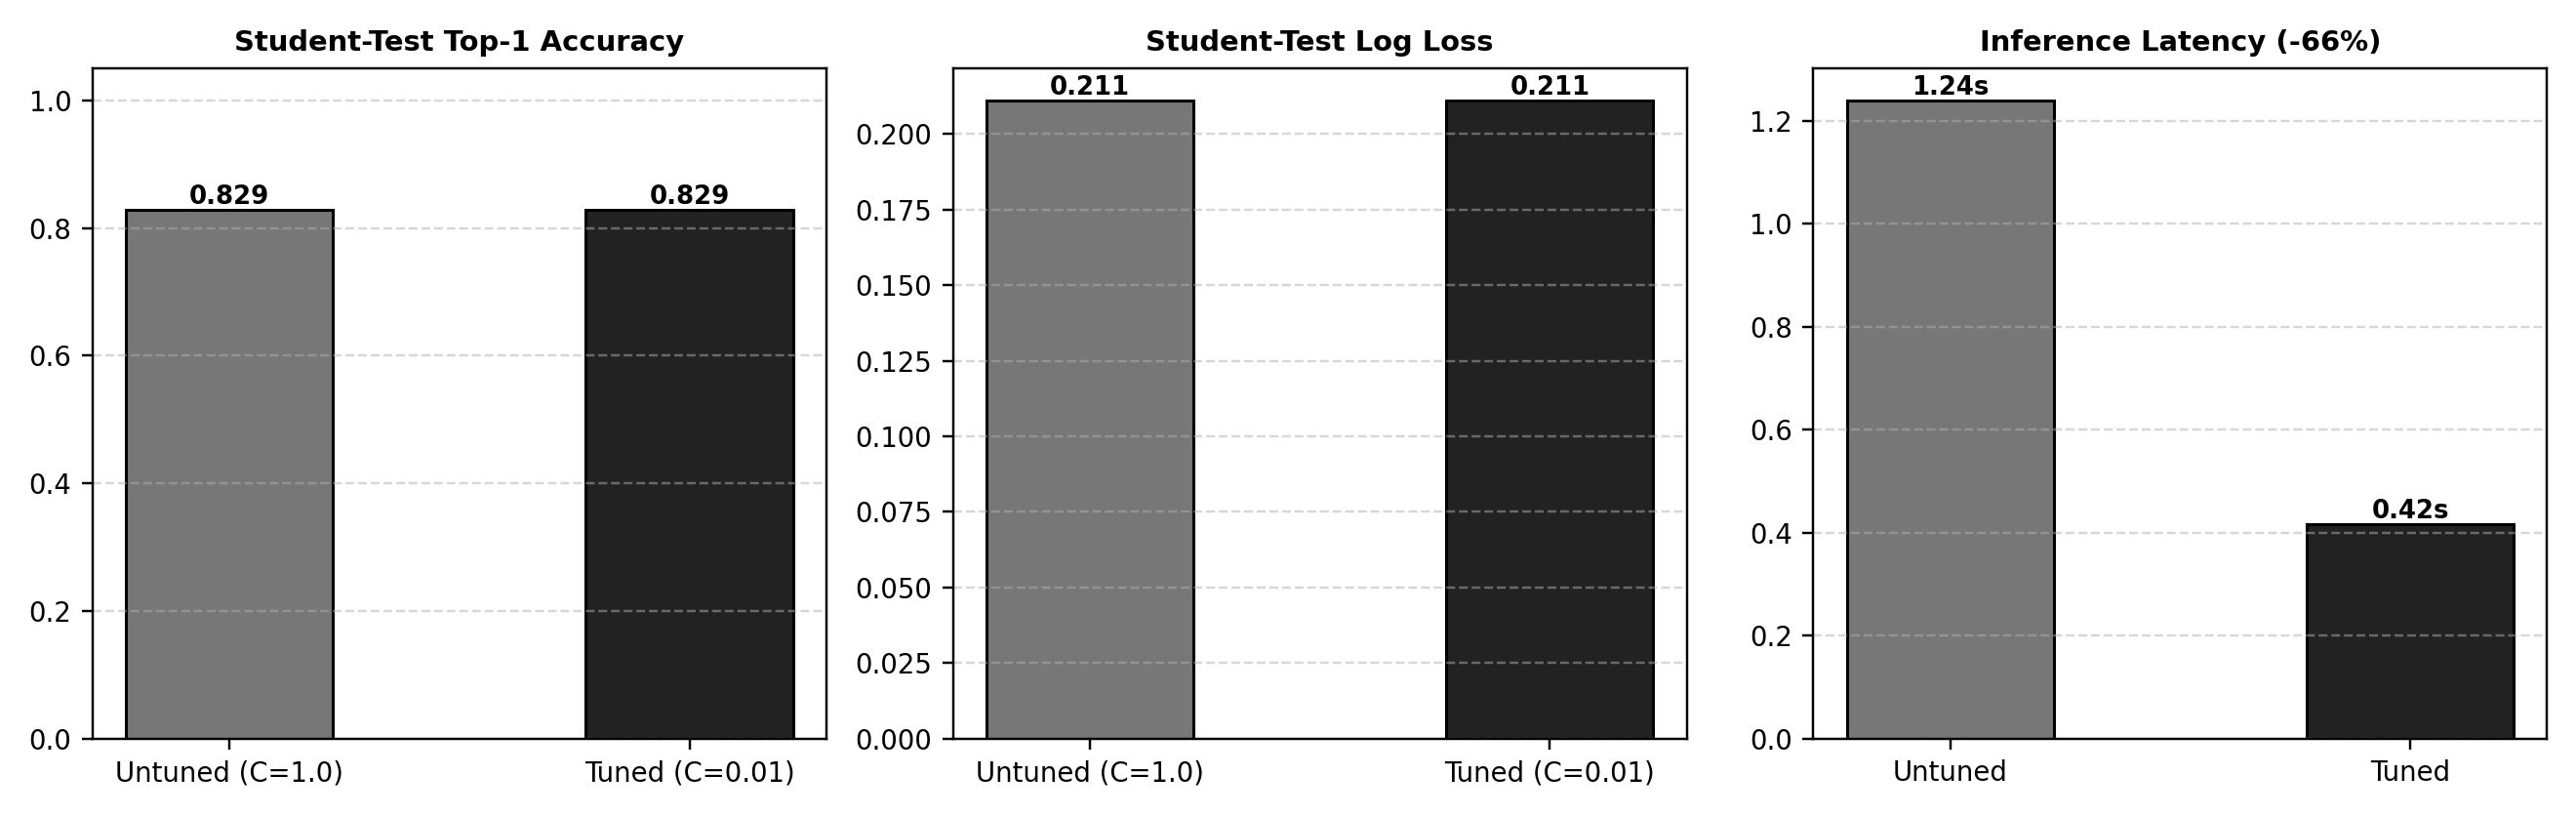 Student-Test Top-1 Accuracy
1.0
0.8
0.6
0.4
0.2
0.0
0.829
0.829
Untuned (C=1.0)
Tuned (C=0.01)
Student-Test Log Loss
0.200
0.175
0.150
0.125
0.100
0.075
0.050
0.025
0.000
0.211
0.211
Untuned (C=1.0)
Tuned (C=0.01)
Inference Latency (-66%)
1.2
1.0
0.8
0.6
0.4
0.2
0.0
1.24s
0.42s
Untuned
Tuned